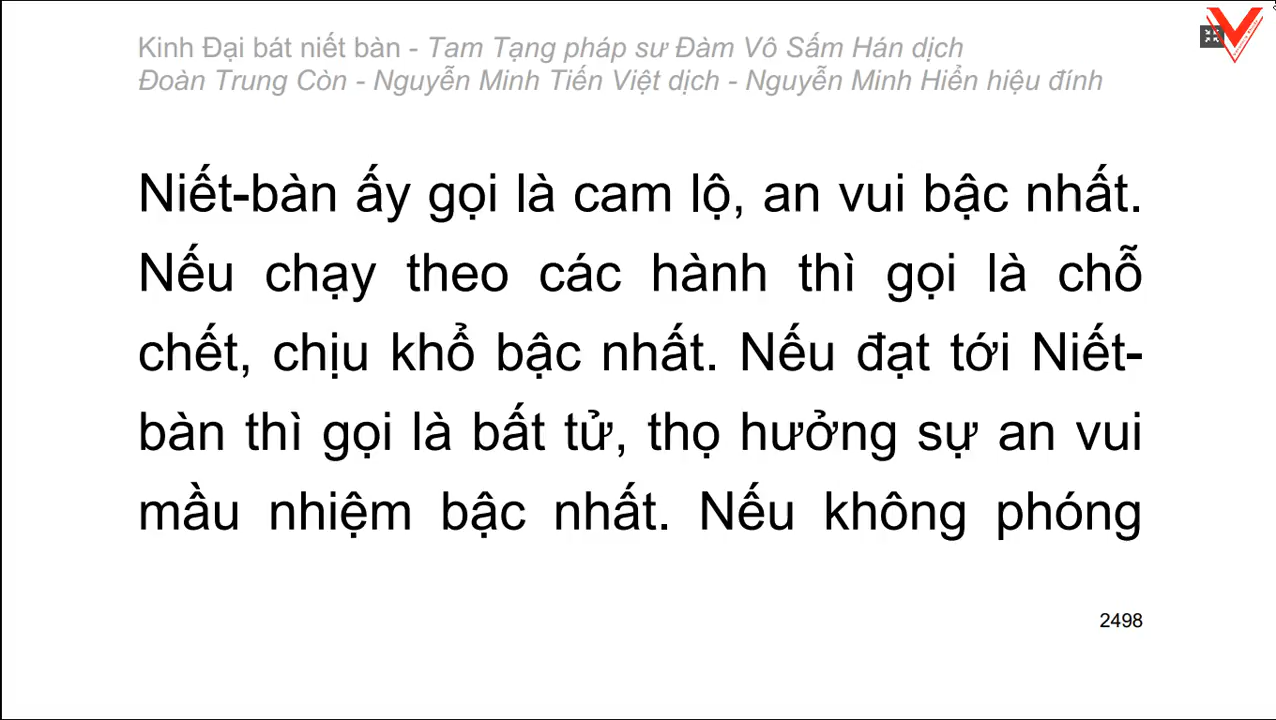 Kinh Đại bát niết bàn - Tam Tạng pháp sư Đàm Vô Sấm Hán dịch
Đoàn Trung Còn - Nguyễn Minh Tiến Việt dịch - Nguyễn Minh Hiển hiệu đính
Niết-bàn ấy gọi là cam lộ, an vui bậc nhất.
Nếu chạy theo các hành thì gọi là chỗ
chết, chịu khổ bậc nhất. Nếu đạt tới Niết-
bàn thì gọi là bất tử, thọ hưởng sự an vui
mầu nhiệm bậc nhất. Nếu không phóng
2498